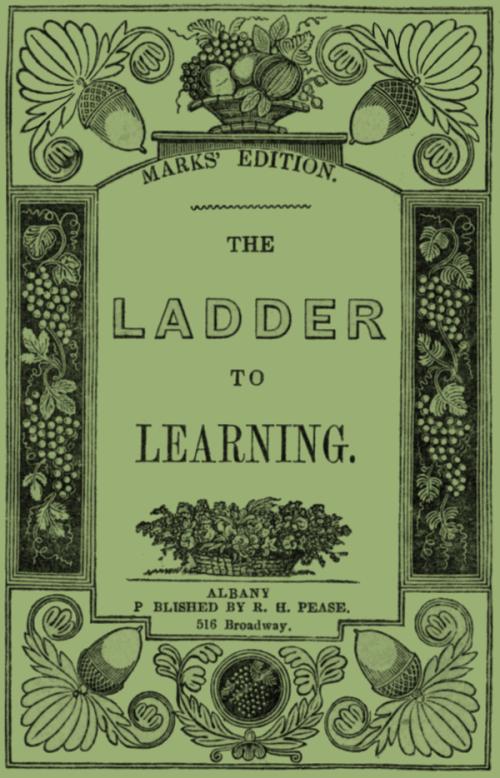 MARKS' EDITION.
THE
LADDER
TO
LEARNING.
ALBANY
P BLISHED BY R. H. PEASE.
516 Broadway.